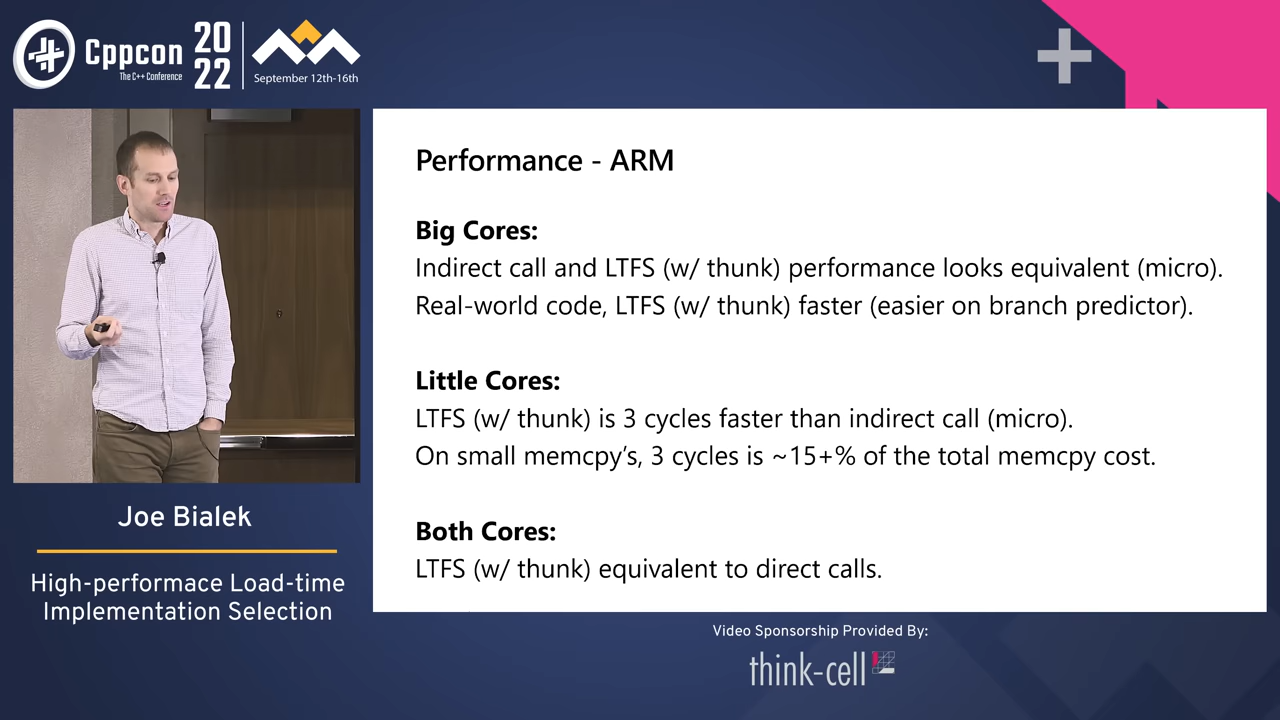 Cppcon
The C++ Conference
20
22
September 12th-16th
Performance - ARM
Big Cores:
Indirect call and LTFS (w/ thunk) performance looks equivalent (micro).
Real-world code, LTFS (w/ thunk) faster (easier on branch predictor).
Little Cores:
LTFS (w/ thunk) is 3 cycles faster than indirect call (micro).
On small memcpy's, 3 cycles is ~15+% of the total memcpy cost.
Both Cores:
LTFS (w/ thunk) equivalent to direct calls.
Joe Bialek
High-performace Load-time
Implementation Selection
Video Sponsorship Provided By:
think-cell